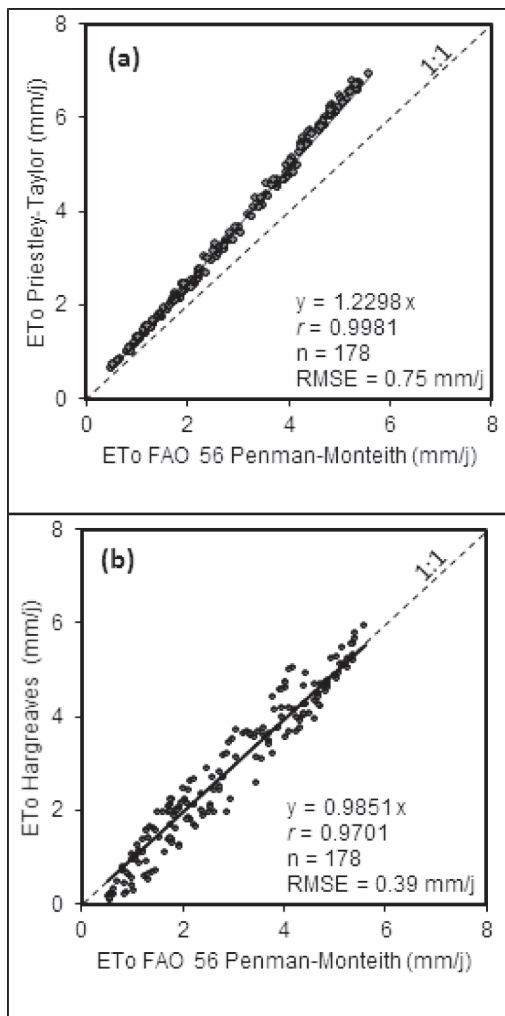 8
(a)
1:1
6
ETo Priestley-Taylor (mm/j)
4
2
y = 1.2298x
r = 0.9981
n = 178
RMSE = 0.75 mm/j
0
0 2 4 6 8
ETo FAO 56 Penman-Monteith (mm/j)
8
(b)
1:1
6
ETo Hargreaves (mm/j)
4
2
y = 0.9851x
r = 0.9701
n = 178
RMSE = 0.39 mm/j
0
0 2 4 6 8
ETo FAO 56 Penman-Monteith (mm/j)